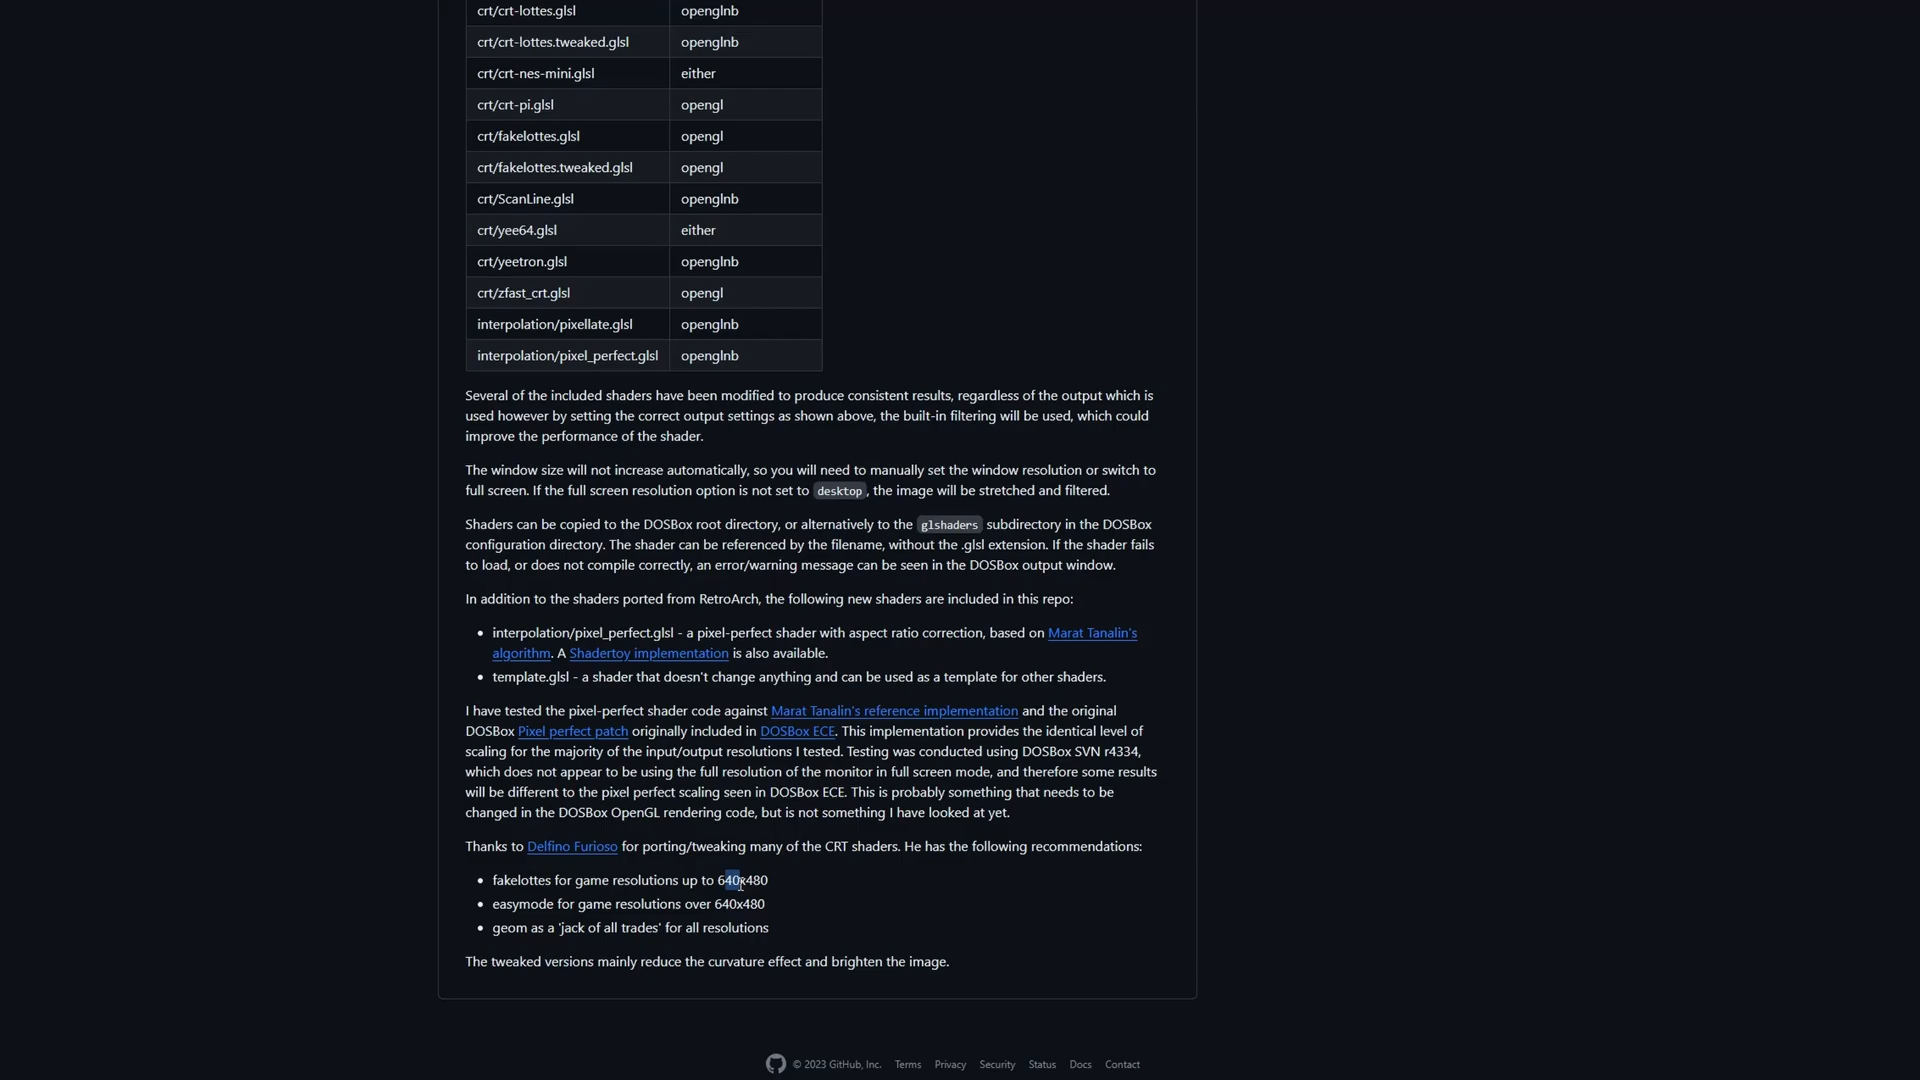 crt/crt-lottes.glsl openglnb
crt/crt-lottes.tweaked.glsl openglnb
crt/crt-nes-mini.glsl either
crt/crt-pi.glsl opengl
crt/fakelottes.glsl opengl
crt/fakelottes.tweaked.glsl opengl
crt/ScanLine.glsl openglnb
crt/yee64.glsl either
crt/yeetron.glsl openglnb
crt/zfast_crt.glsl opengl
interpolation/pixellate.glsl openglnb
interpolation/pixel_perfect.glsl openglnb
Several of the included shaders have been modified to produce consistent results, regardless of the output which is
used however by setting the correct output settings as shown above, the built-in filtering will be used, which could
improve the performance of the shader.
The window size will not increase automatically, so you will need to manually set the window resolution or switch to
full screen. If the full screen resolution option is not set to desktop, the image will be stretched and filtered.
Shaders can be copied to the DOSBox root directory, or alternatively to the glshaders subdirectory in the DOSBox
configuration directory. The shader can be referenced by the filename, without the .glsl extension. If the shader fails
to load, or does not compile correctly, an error/warning message can be seen in the DOSBox output window.
In addition to the shaders ported from RetroArch, the following new shaders are included in this repo:
• interpolation/pixel_perfect.glsl - a pixel-perfect shader with aspect ratio correction, based on Marat Tanalin's
algorithm. A Shadertoy implementation is also available.
• template.glsl - a shader that doesn't change anything and can be used as a template for other shaders.
I have tested the pixel-perfect shader code against Marat Tanalin's reference implementation and the original
DOSBox Pixel perfect patch originally included in DOSBox ECE. This implementation provides the identical level of
scaling for the majority of the input/output resolutions I tested. Testing was conducted using DOSBox SVN r4334,
which does not appear to be using the full resolution of the monitor in full screen mode, and therefore some results
will be different to the pixel perfect scaling seen in DOSBox ECE. This is probably something that needs to be
changed in the DOSBox OpenGL rendering code, but is not something I have looked at yet.
Thanks to Delfino Furioso for porting/tweaking many of the CRT shaders. He has the following recommendations:
• fakelottes for game resolutions up to 640x480
• easymode for game resolutions over 640x480
• geom as a 'jack of all trades' for all resolutions
The tweaked versions mainly reduce the curvature effect and brighten the image.
© 2023 GitHub, Inc. Terms Privacy Security Status Docs Contact